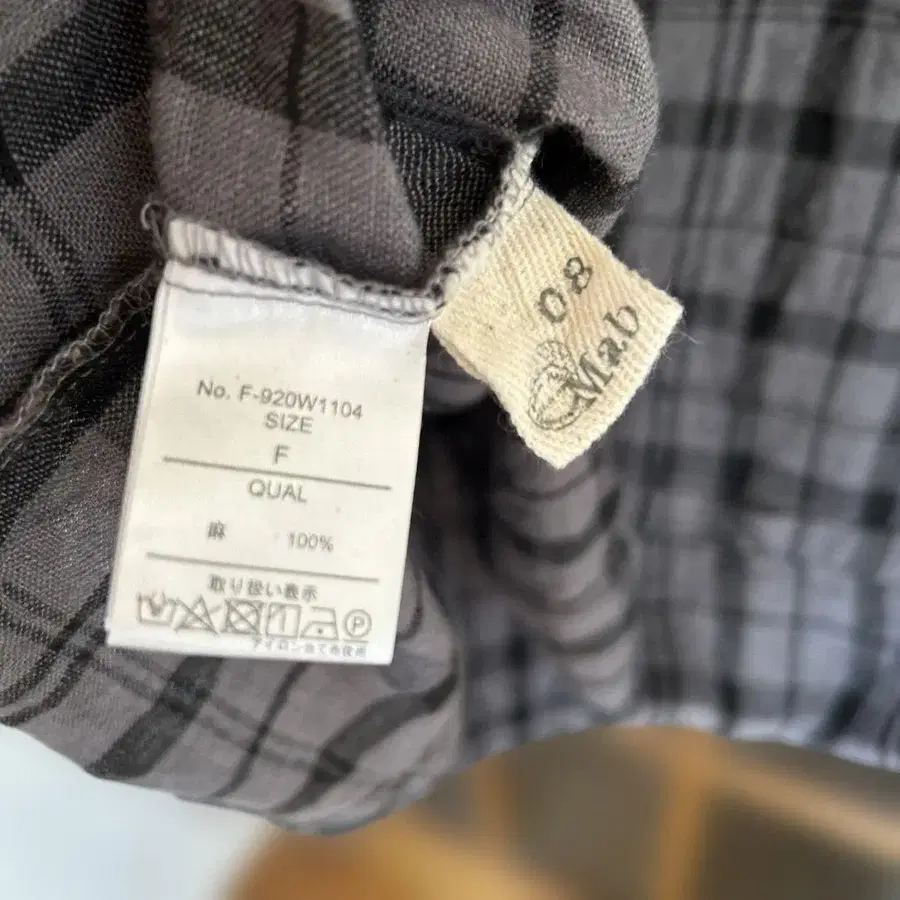 No. F-920W1104
SIZE
F
QUAL
麻 100%
取り扱い表示
P
アイロン当て布使用
08
Mab